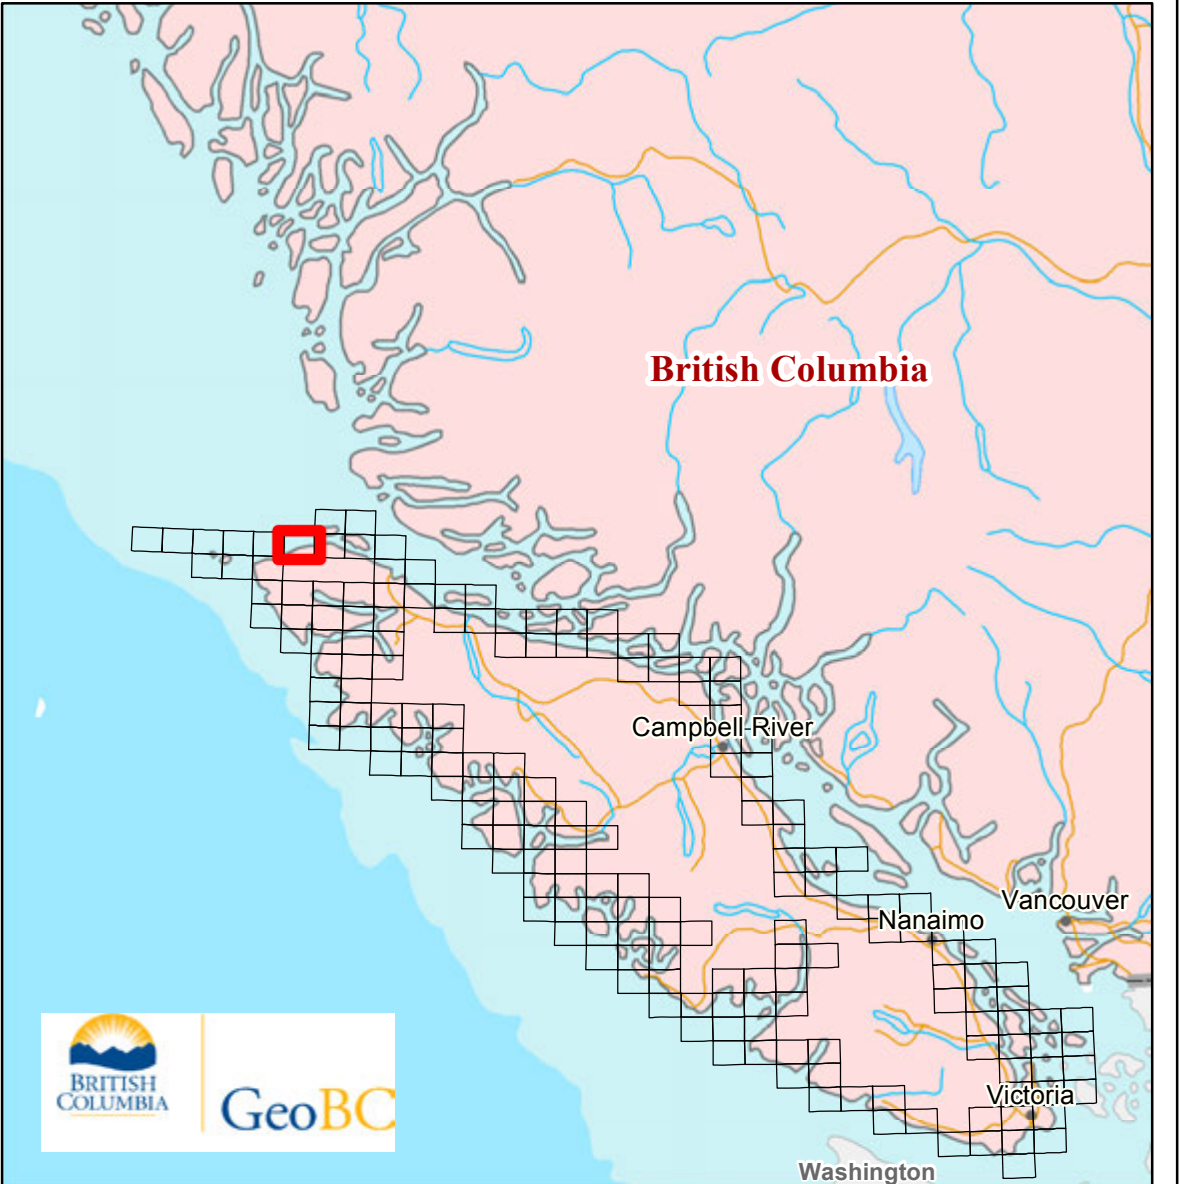 British Columbia
Campbell River
Vancouver
Nanaimo
BRITISH
COLUMBIA
GeoBC
Victoria
Washington